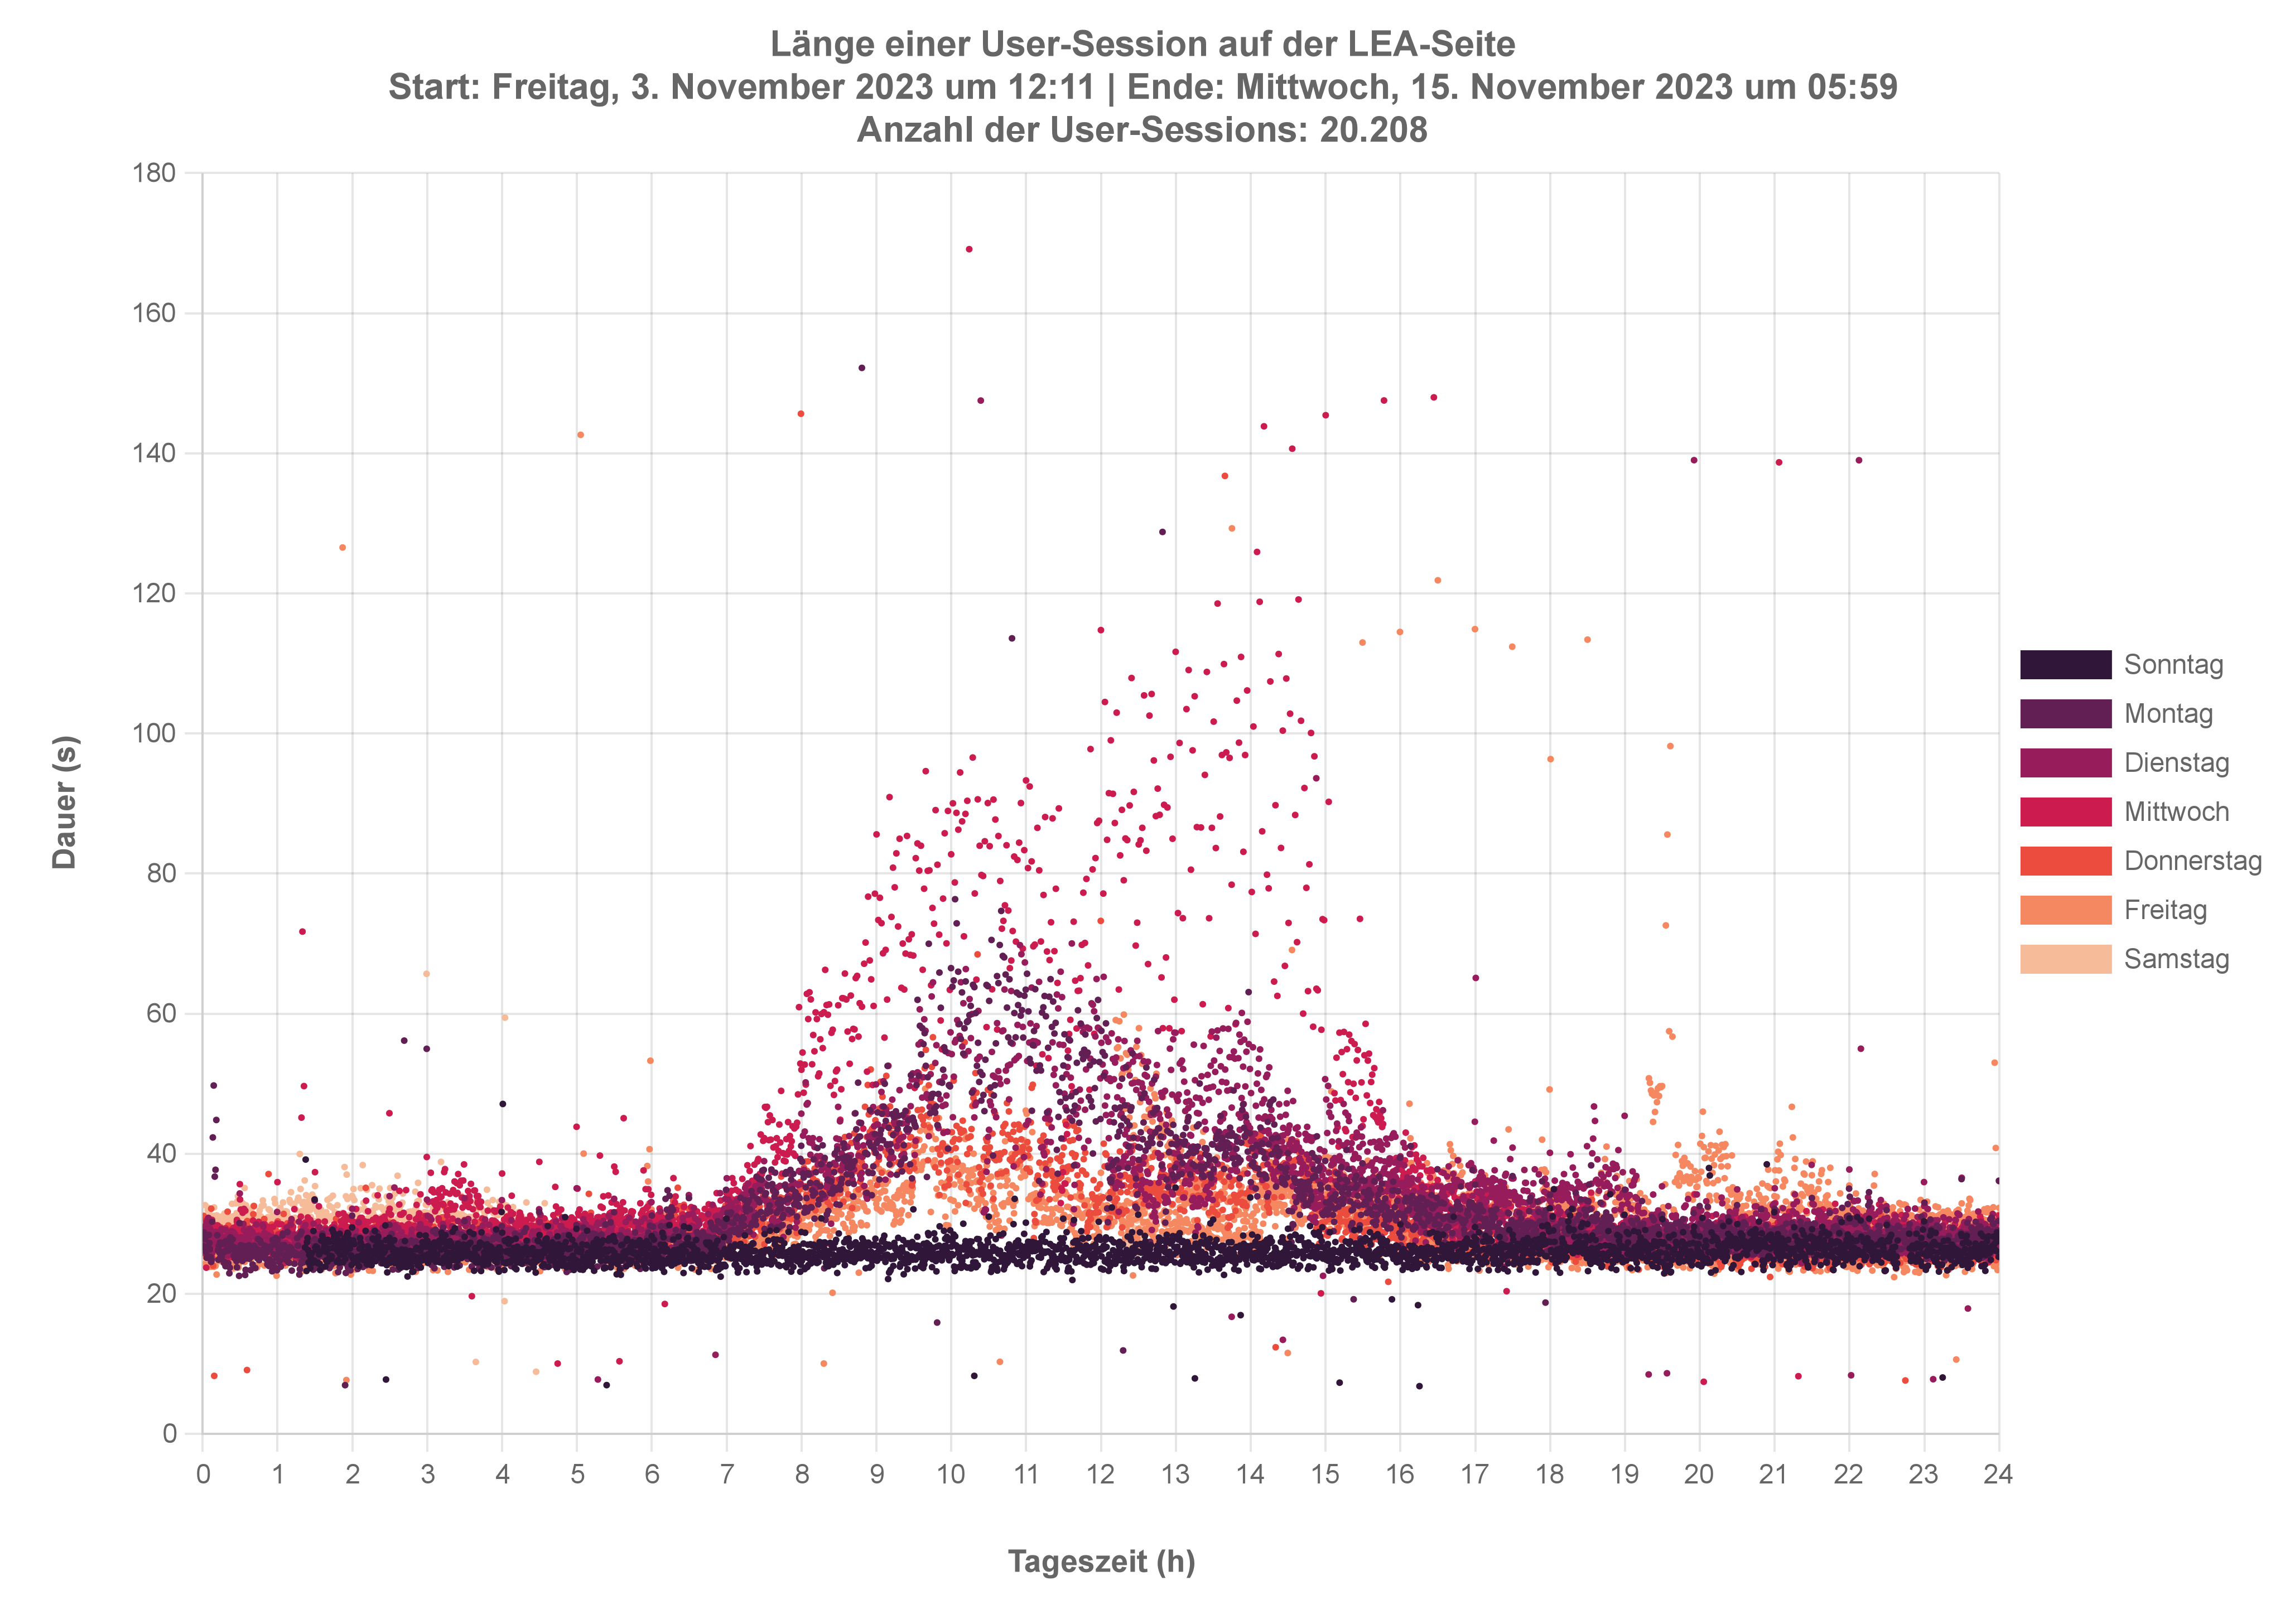 Länge einer User-Session auf der LEA-Seite
Start: Freitag, 3. November 2023 um 12:11 | Ende: Mittwoch, 15. November 2023 um 05:59
Anzahl der User-Sessions: 20.208
180
160
140
120
100
80
60
40
20
0
Dauer (s)
0 1 2 3 4 5 6 7 8 9 10 11 12 13 14 15 16 17 18 19 20 21 22 23 24
Tageszeit (h)
Sonntag
Montag
Dienstag
Mittwoch
Donnerstag
Freitag
Samstag